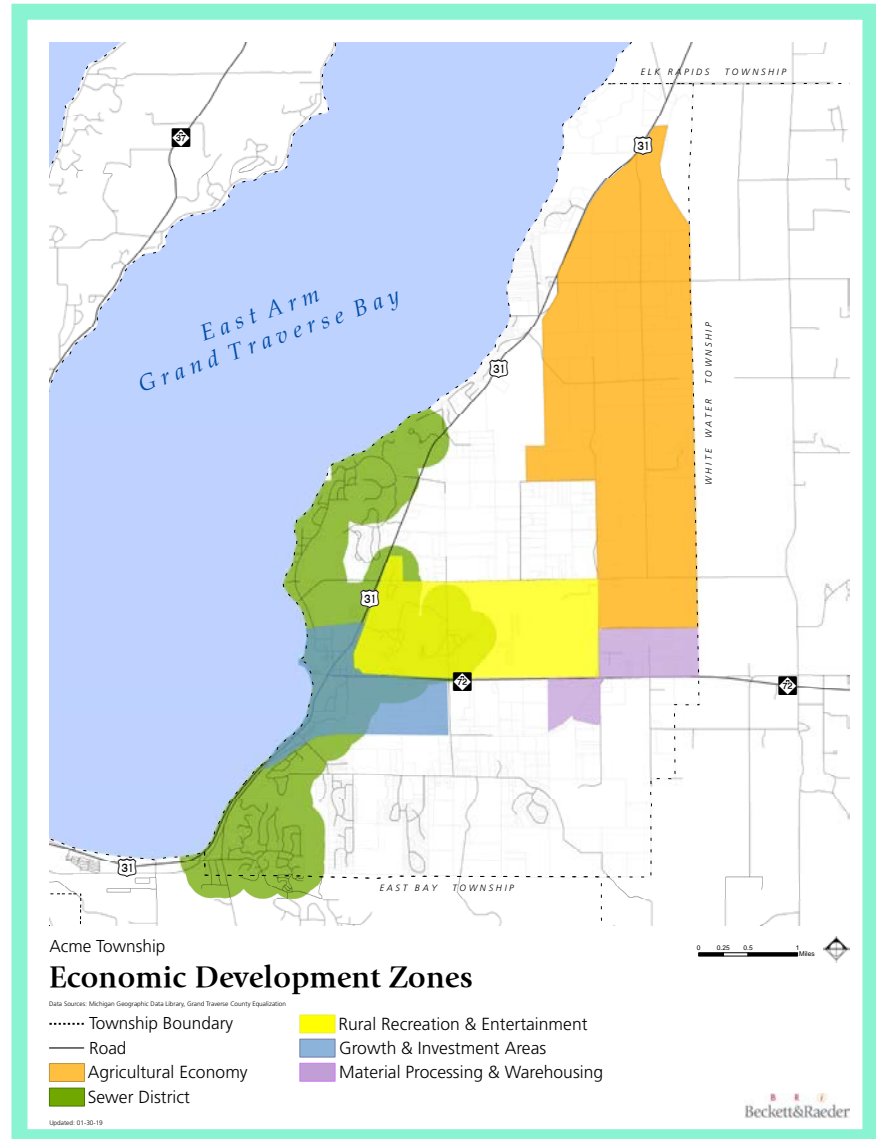 ELK RAPIDS TOWNSHIP
37
31
East Arm
Grand Traverse Bay
WHITE WATER TOWNSHIP
31
31
72
72
31
EAST BAY TOWNSHIP
Acme Township
0 0.25 0.5 1
Miles
Economic Development Zones
Data Sources: Michigan Geographic Data Library, Grand Traverse County Equalization
Township Boundary
Road
Agricultural Economy
Sewer District
Rural Recreation & Entertainment
Growth & Investment Areas
Material Processing & Warehousing
Updated: 01-30-19
B R i
Beckett&Raeder